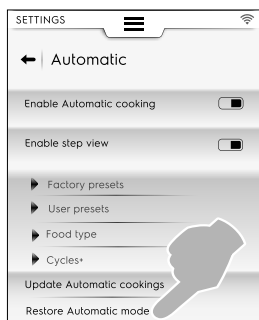 SETTINGS
Automatic
Enable Automatic cooking
Enable step view
Factory presets
User presets
Food type
Cycles+
Update Automatic cookings
Restore Automatic mode